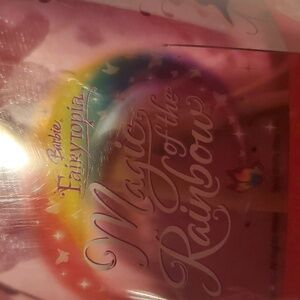 Barbie
Fairytopia
Magic
of the
Rainbow